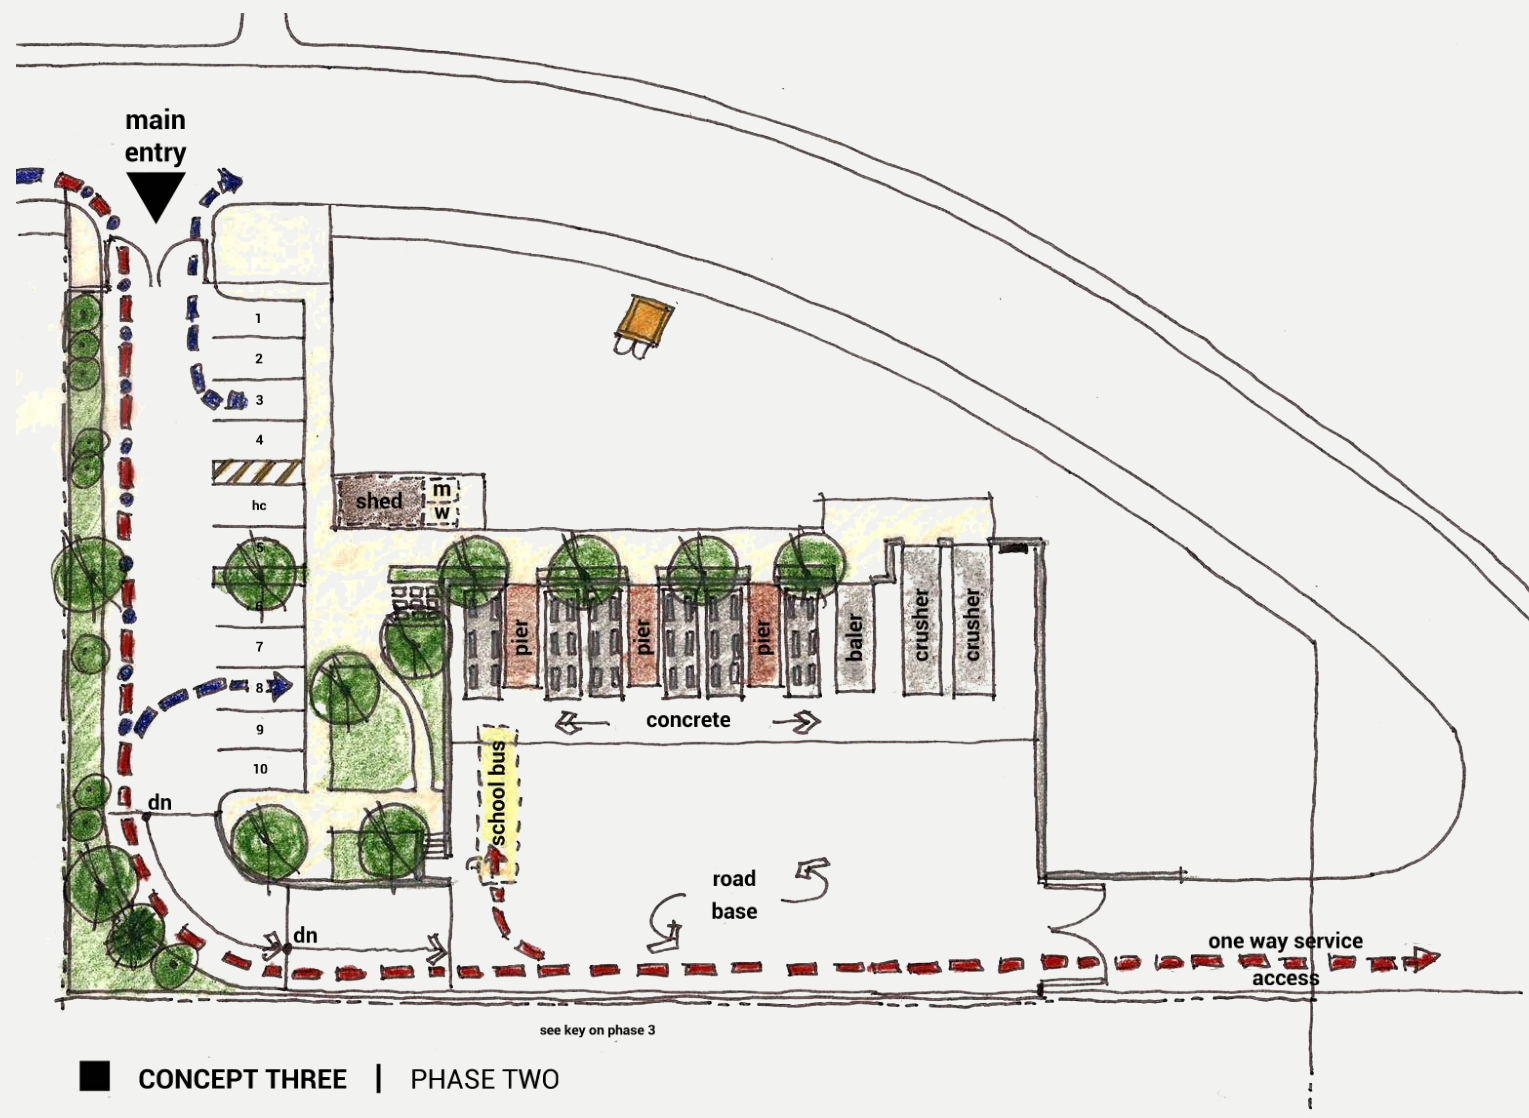 main
entry
1
2
3
4
hc
5
6
7
8
9
10
shed
m
w
pier
pier
pier
baler
crusher
crusher
concrete
school bus
dn
dn
road
base
one way service
access
see key on phase 3
CONCEPT THREE | PHASE TWO